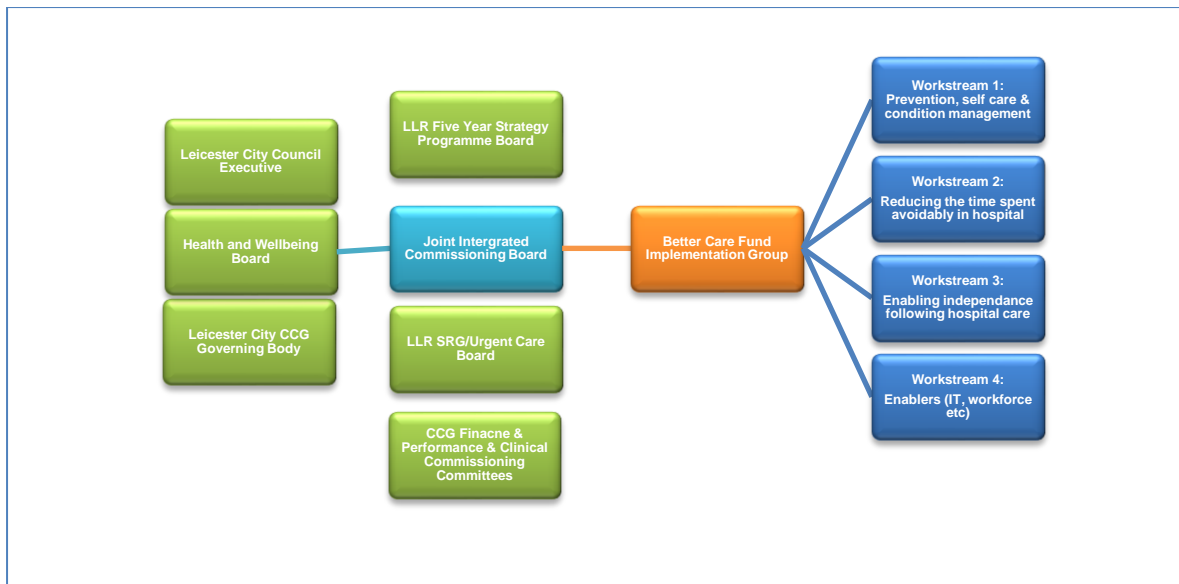 Leicester City Council
Executive
Health and Wellbeing
Board
Leicester City CCG
Governing Body
LLR Five Year Strategy
Programme Board
Joint Intergrated
Commissioning Board
LLR SRG/Urgent Care
Board
CCG Finacne &
Performance & Clinical
Commissioning
Committees
Better Care Fund
Implementation Group
Workstream 1:
Prevention, self care &
condition management
Workstream 2:
Reducing the time spent
avoidably in hospital
Workstream 3:
Enabling independance
following hospital care
Workstream 4:
Enablers (IT, workforce
etc)